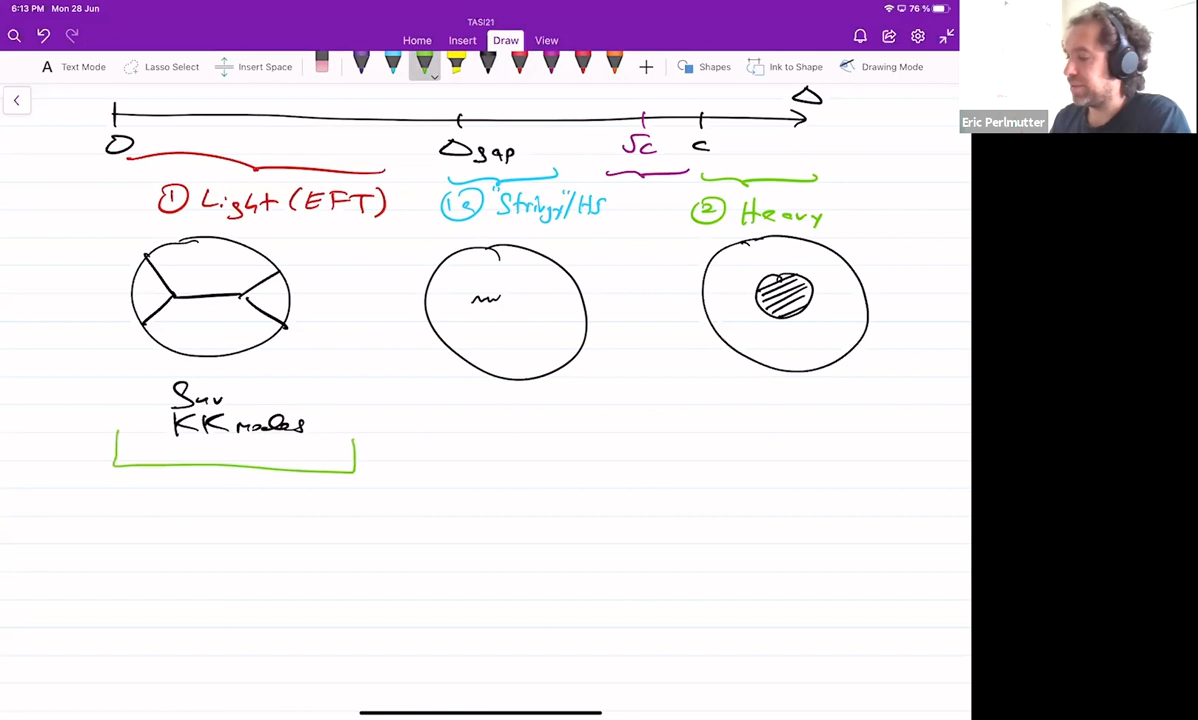 6:13 PM Mon 28 Jun
76 %
TASI21
Home Insert Draw View
Text Mode Lasso Select Insert Space Shapes Ink to Shape Drawing Mode
Eric Perlmutter
Δ
0 Δgap √c c
① Light (EFT) ①a "Stringy"/HS ② Heavy
KK modes